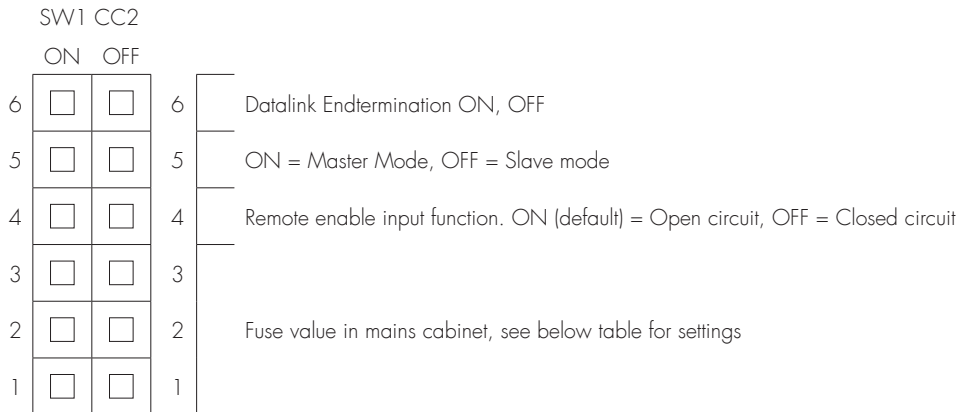 SW1 CC2
ON OFF
6 6 Datalink Endtermination ON, OFF
5 5 ON = Master Mode, OFF = Slave mode
4 4 Remote enable input function. ON (default) = Open circuit, OFF = Closed circuit
3 3
2 2 Fuse value in mains cabinet, see below table for settings
1 1